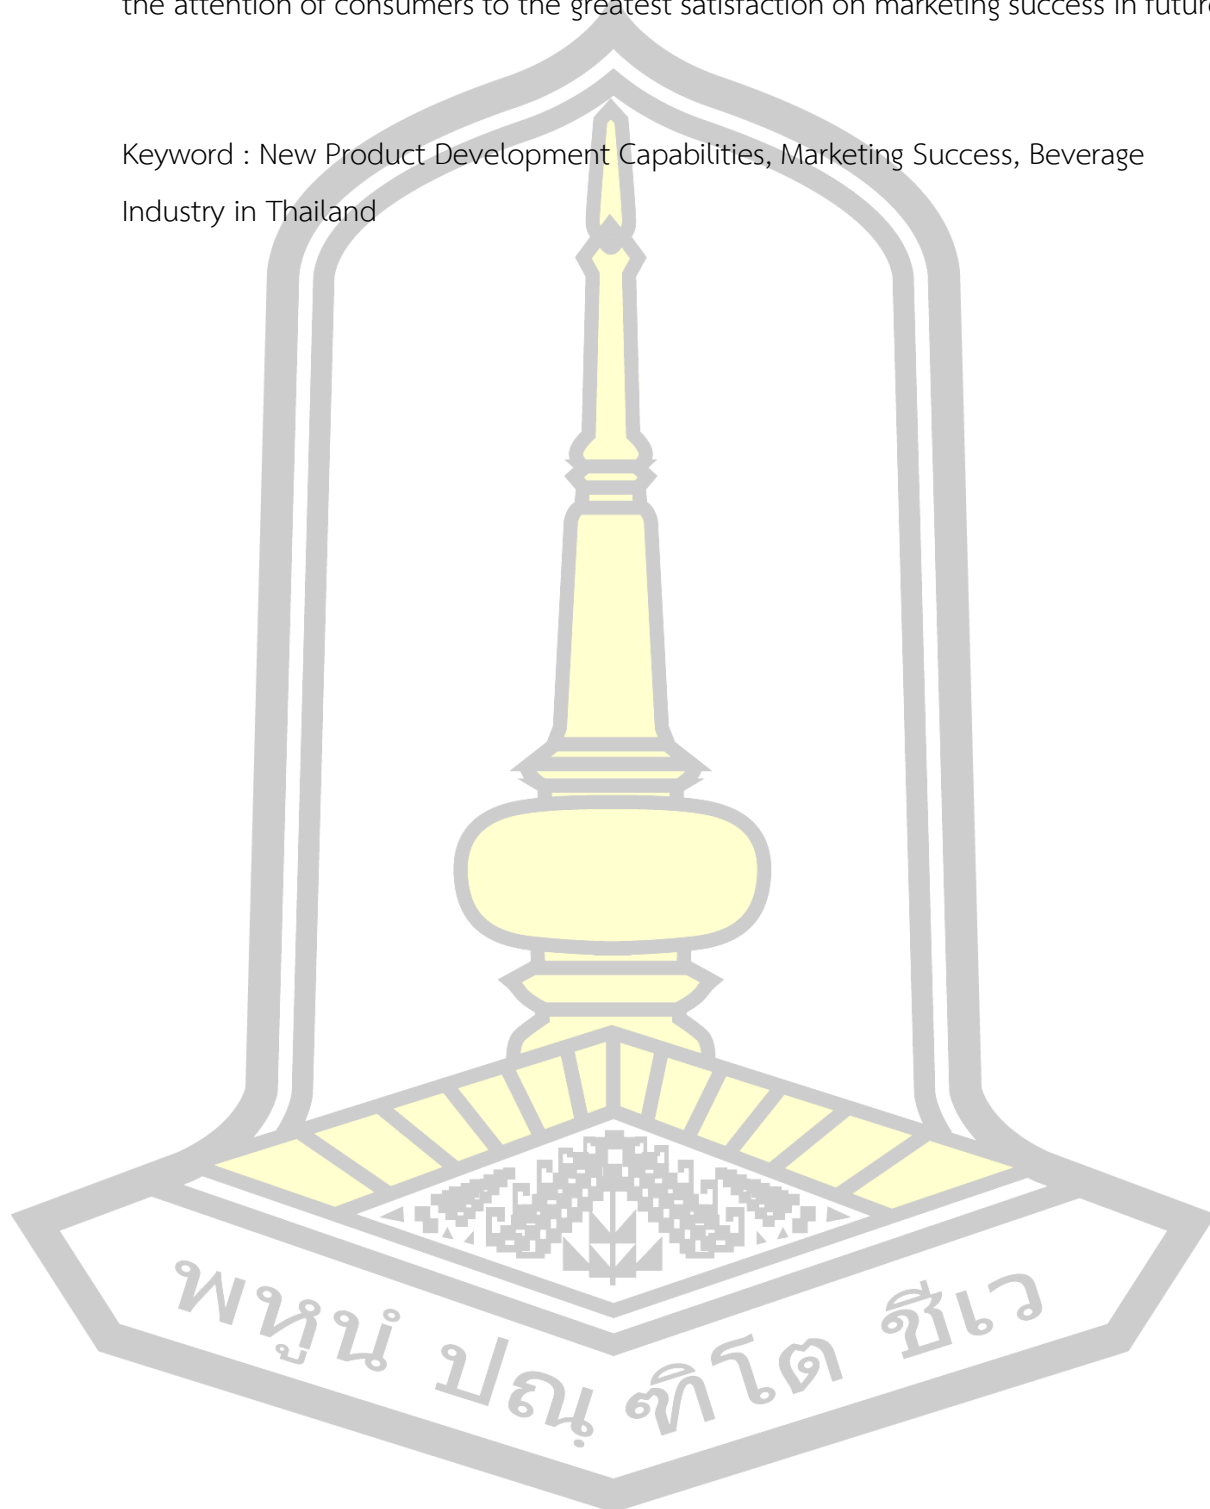 the attention of consumers to the greatest satisfaction on marketing success in future
Keyword : New Product Development Capabilities, Marketing Success, Beverage
Industry in Thailand
พหูนํ ปณฺฑิโต ชีเว